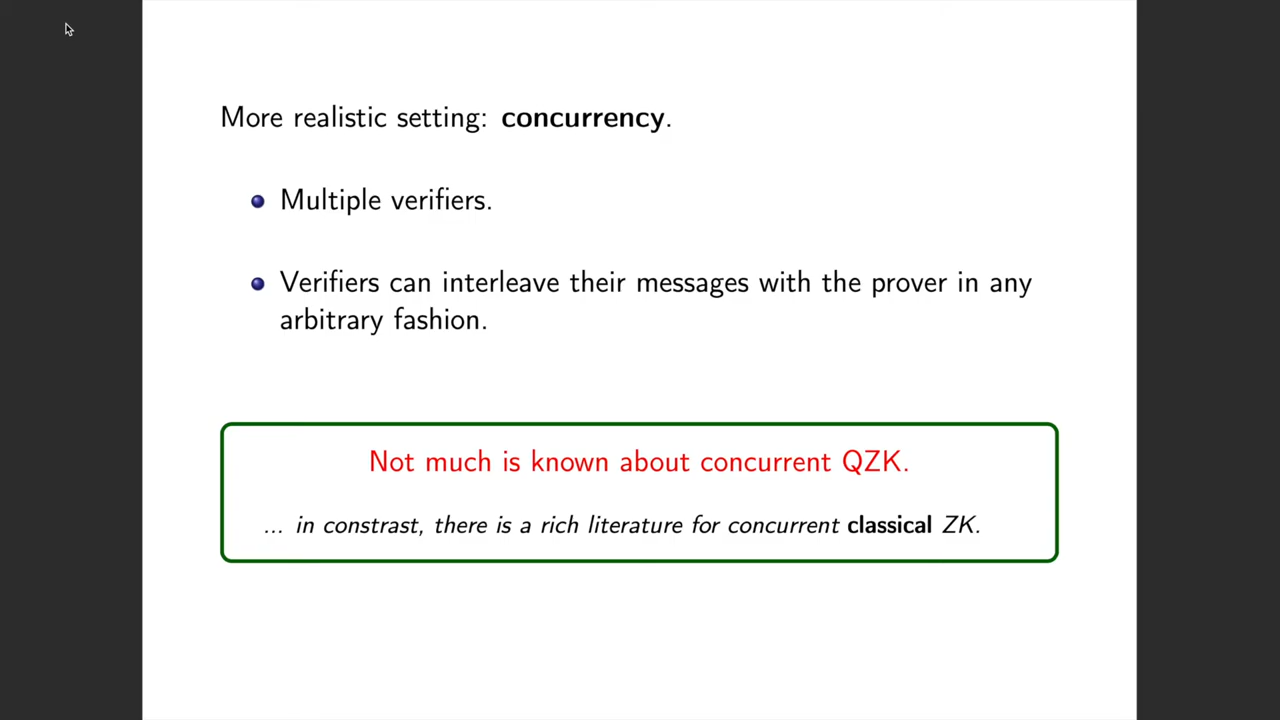 More realistic setting: concurrency.
Multiple verifiers.
Verifiers can interleave their messages with the prover in any
arbitrary fashion.
Not much is known about concurrent QZK.
... in constrast, there is a rich literature for concurrent classical ZK.